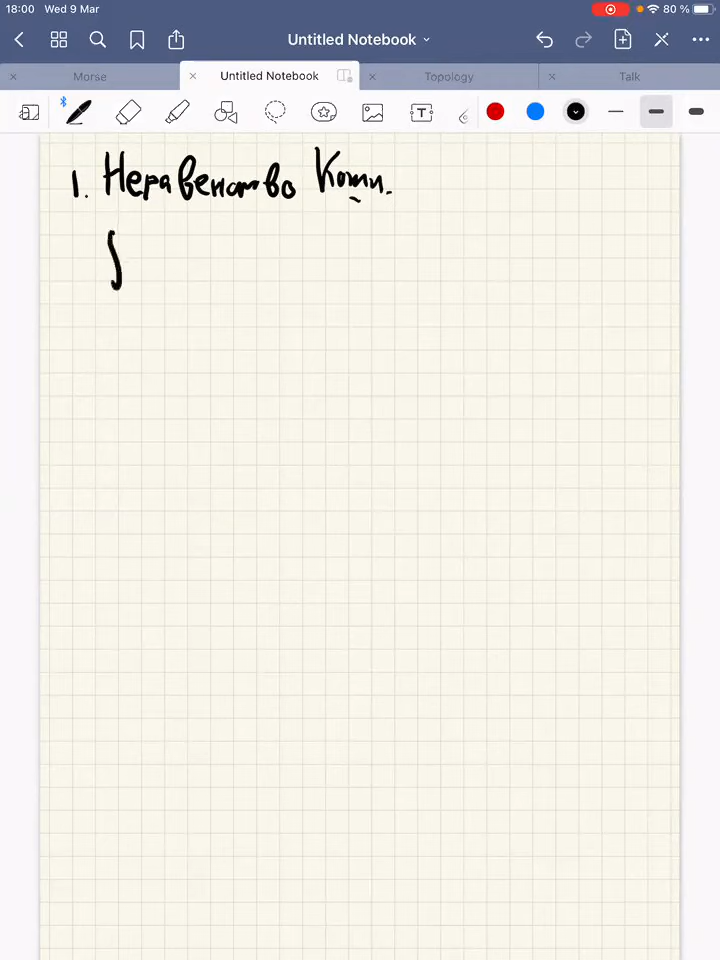 18:00 Wed 9 Mar 80 %
Untitled Notebook
Morse Untitled Notebook Topology Talk
1. Неравенство Коши.
∫